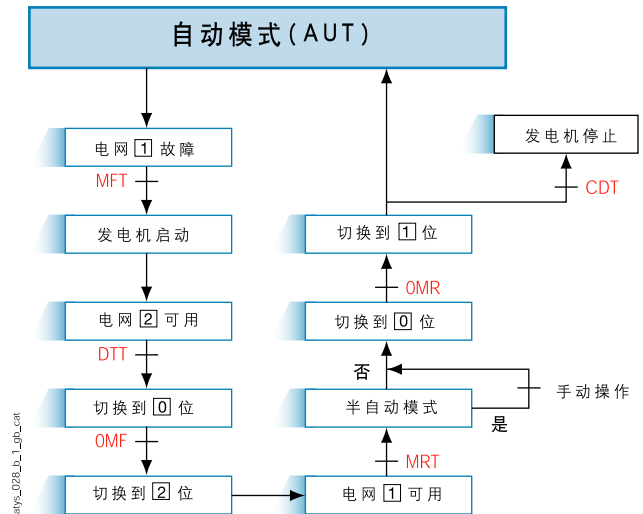 自动模式(AUT)
电网 1 故障
MFT
发电机启动
电网 2 可用
DTT
切换到 0 位
0MF
切换到 2 位
电网 1 可用
MRT
半自动模式
是
手动操作
否
切换到 0 位
0MR
切换到 1 位
CDT
发电机停止
atys_028_b_1_gb_cat